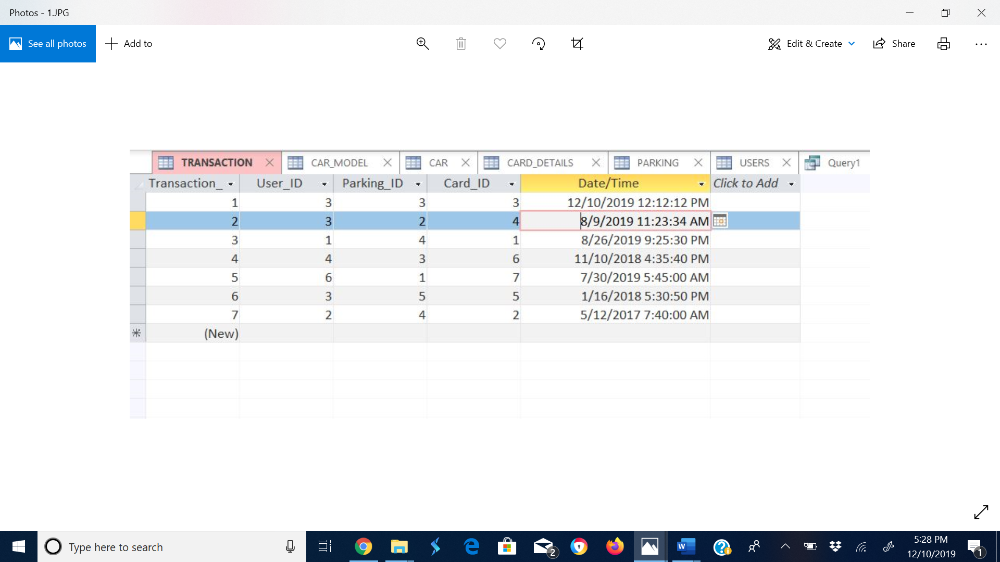 Photos - 1.JPG
See all photos
Add to
Edit & Create
Share
TRANSACTION CAR_MODEL CAR CARD_DETAILS PARKING USERS Query1
Transaction_ User_ID Parking_ID Card_ID Date/Time Click to Add
1 3 3 3 12/10/2019 12:12:12 PM
2 3 2 4 8/9/2019 11:23:34 AM
3 1 4 1 8/26/2019 9:25:30 PM
4 4 3 6 11/10/2018 4:35:40 PM
5 6 1 7 7/30/2019 5:45:00 AM
6 3 5 5 1/16/2018 5:30:50 PM
7 2 4 2 5/12/2017 7:40:00 AM
(New)
Type here to search
2
W
5:28 PM
12/10/2019
1